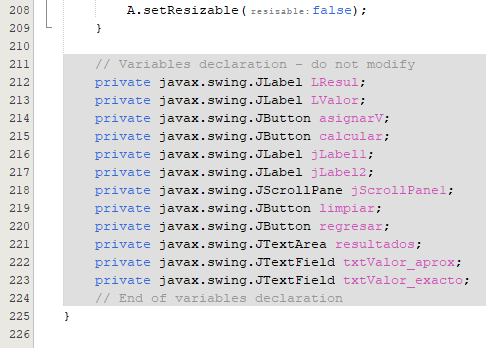 208 A.setResizable( resizable: false);
209 }
210
211 // Variables declaration - do not modify
212 private javax.swing.JLabel LResul;
213 private javax.swing.JLabel LValor;
214 private javax.swing.JButton asignarV;
215 private javax.swing.JButton calcular;
216 private javax.swing.JLabel jLabel1;
217 private javax.swing.JLabel jLabel2;
218 private javax.swing.JScrollPane jScrollPane1;
219 private javax.swing.JButton limpiar;
220 private javax.swing.JButton regresar;
221 private javax.swing.JTextArea resultados;
222 private javax.swing.JTextField txtValor_aprox;
223 private javax.swing.JTextField txtValor_exacto;
224 // End of variables declaration
225 }
226